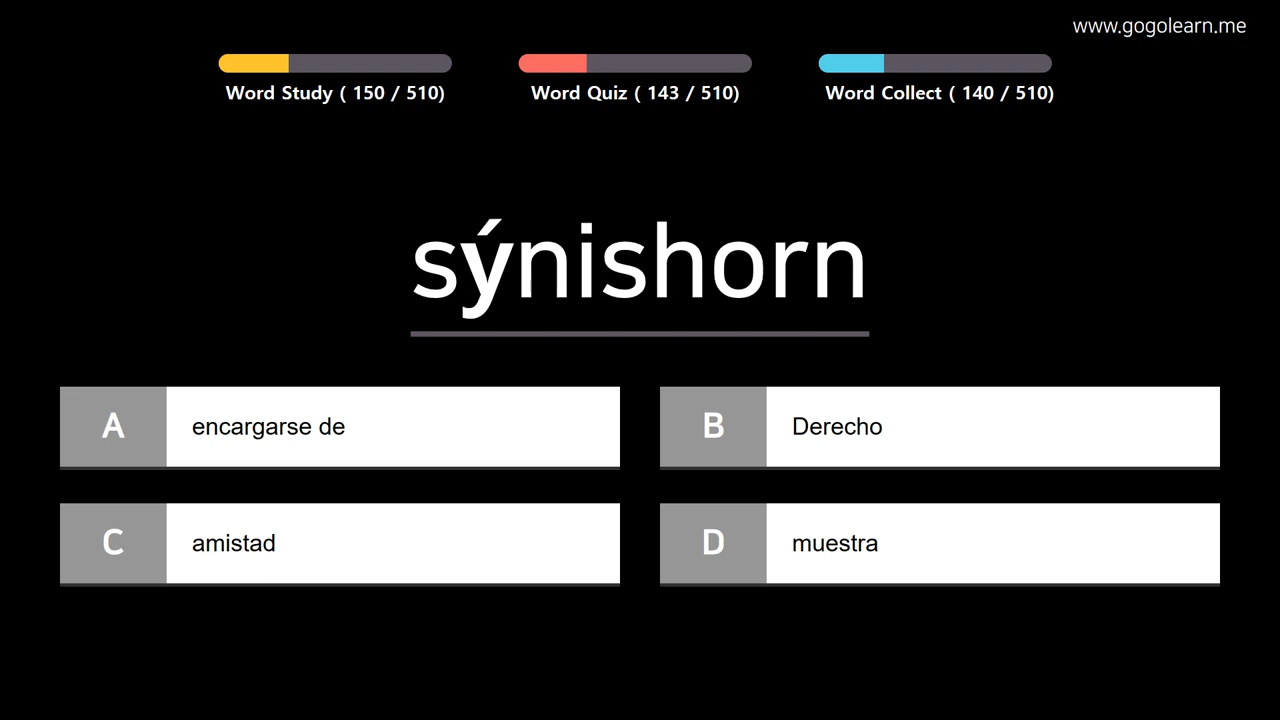 www.gogolearn.me
Word Study ( 150 / 510)
Word Quiz ( 143 / 510)
Word Collect ( 140 / 510)
sýnishorn
A encargarse de
B Derecho
C amistad
D muestra